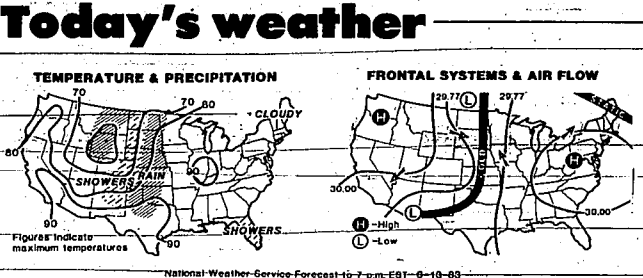 Today's weather
TEMPERATURE & PRECIPITATION
70
70
60
CLOUDY
80
SHOWERS
RAIN
90
90
90
SHOWERS
Figures indicate
maximum temperatures
FRONTAL SYSTEMS & AIR FLOW
29.77
L
29.77
H
COLD
H
30.00
30.00
L
H -High
L -Low
National Weather Service Forecast to 7 p.m. EST